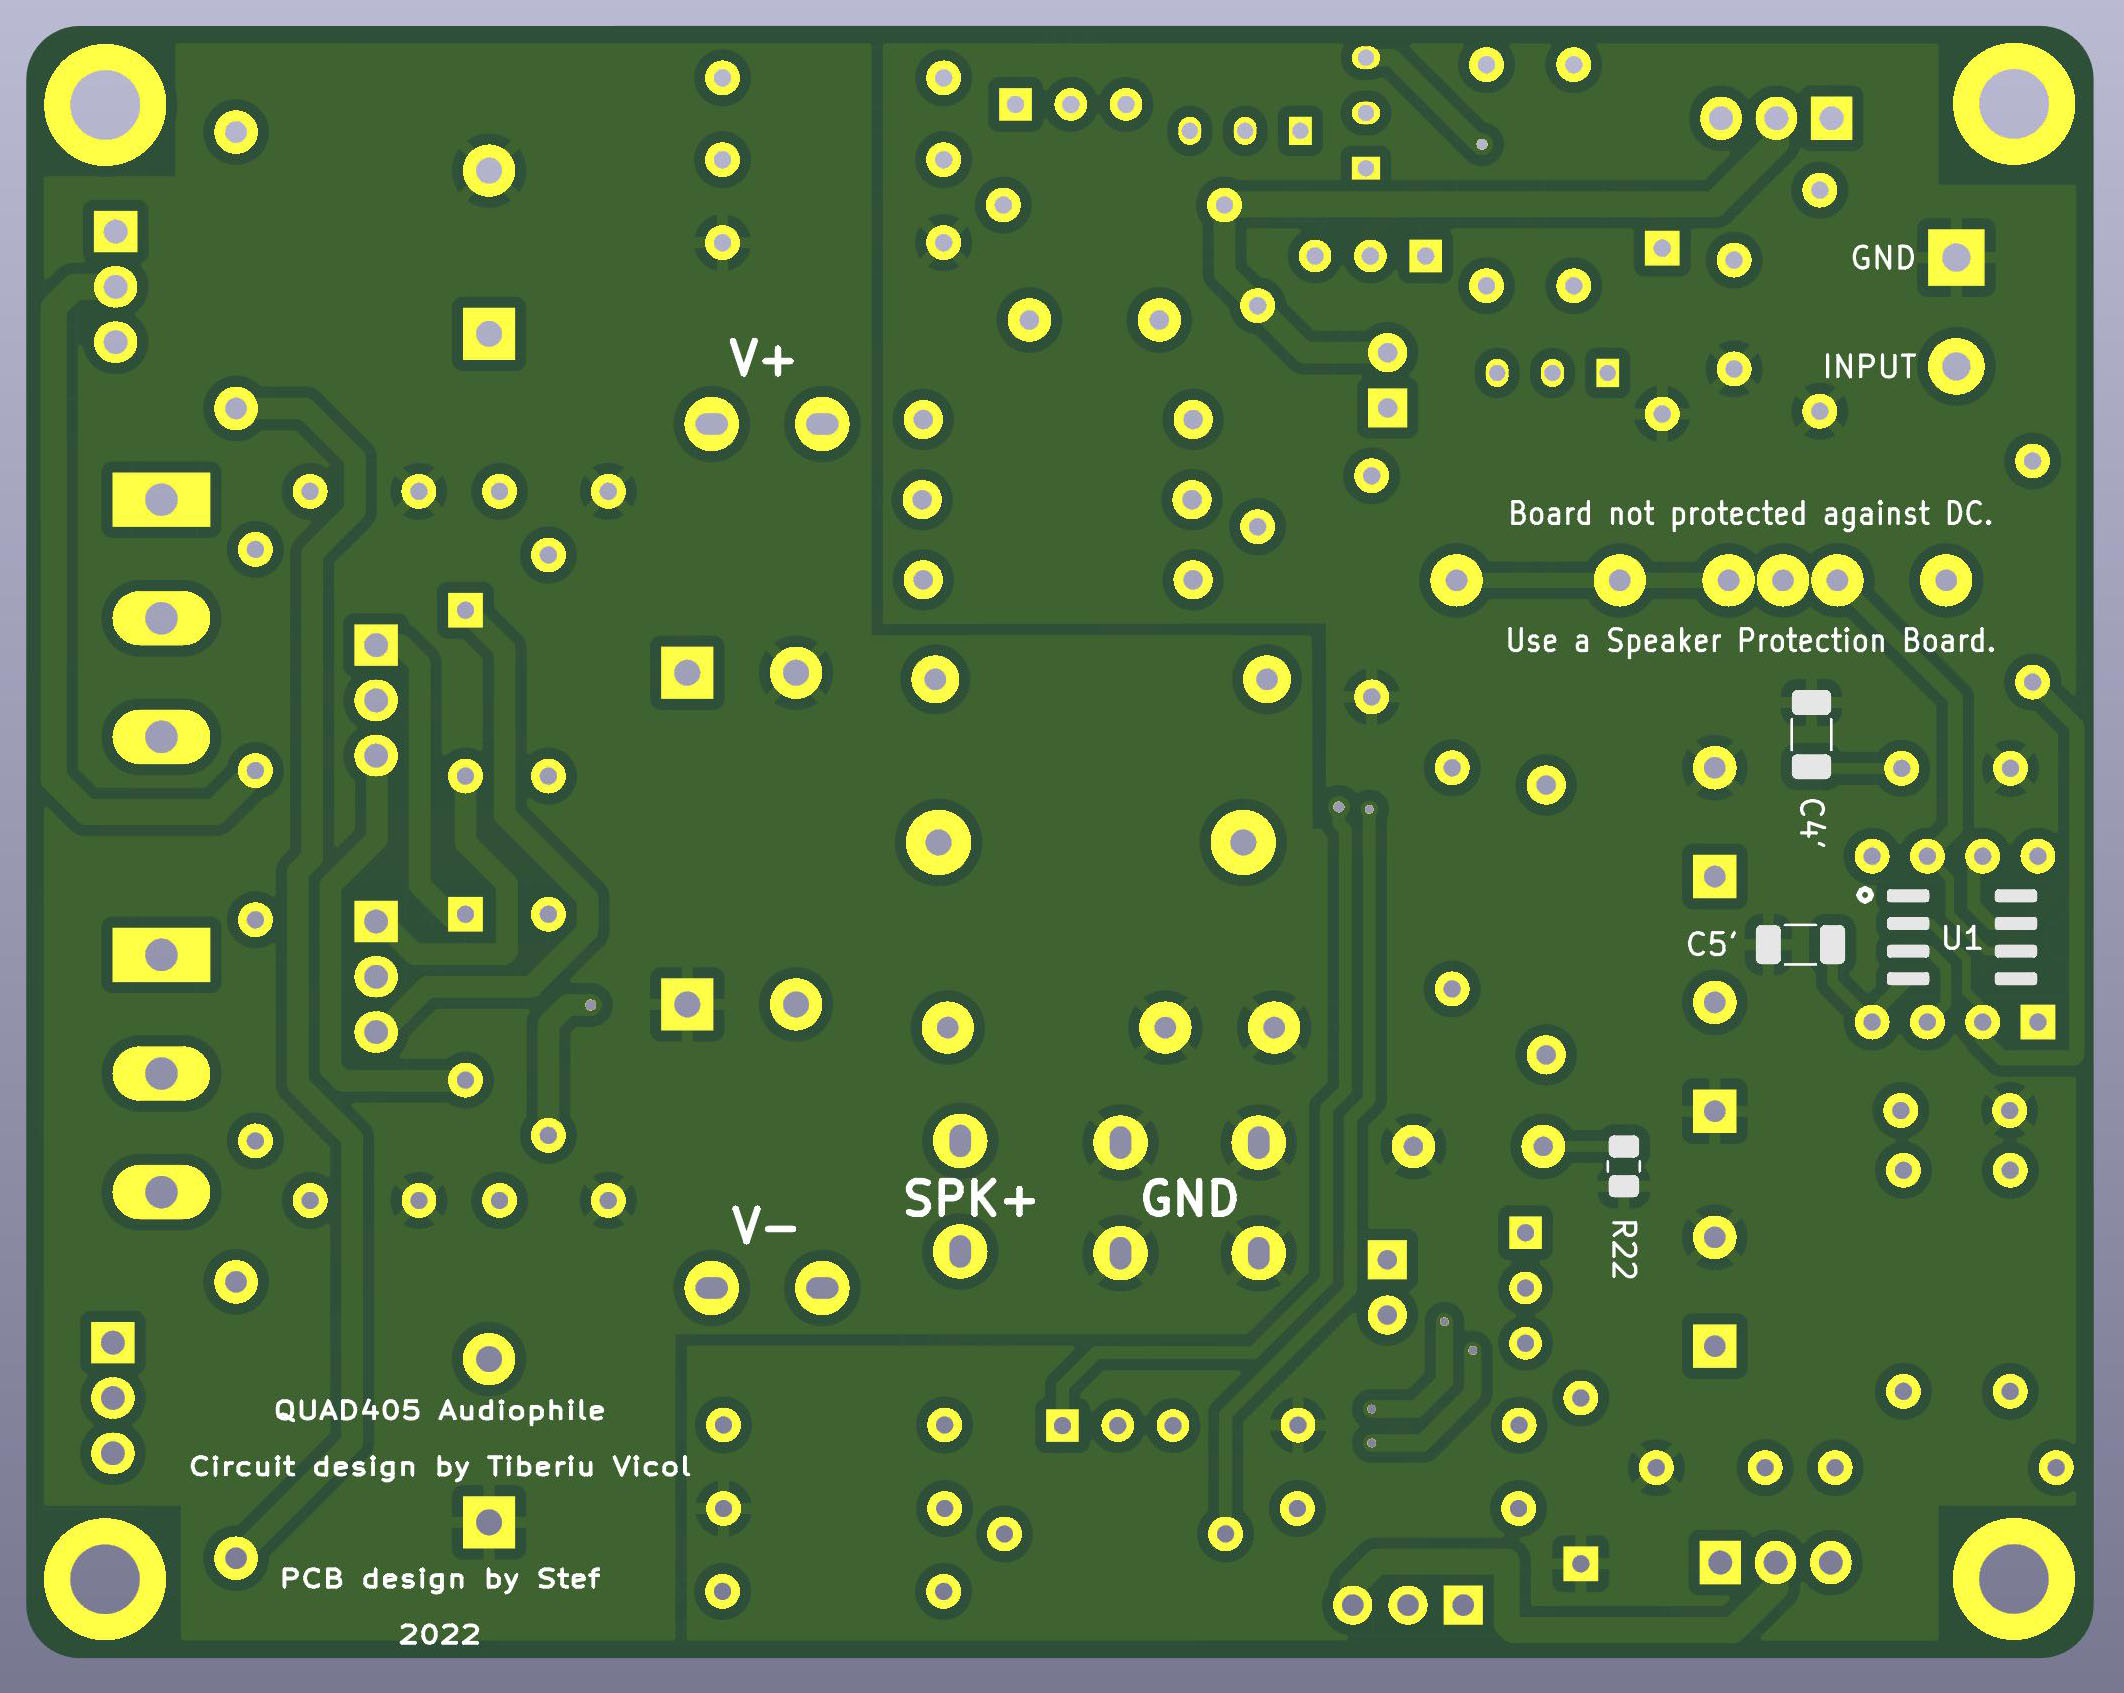 V+
GND
INPUT
Board not protected against DC.
Use a Speaker Protection Board.
C4'
C5'
U1
SPK+
GND
V-
R22
QUAD405 Audiophile
Circuit design by Tiberiu Vicol
PCB design by Stef
2022